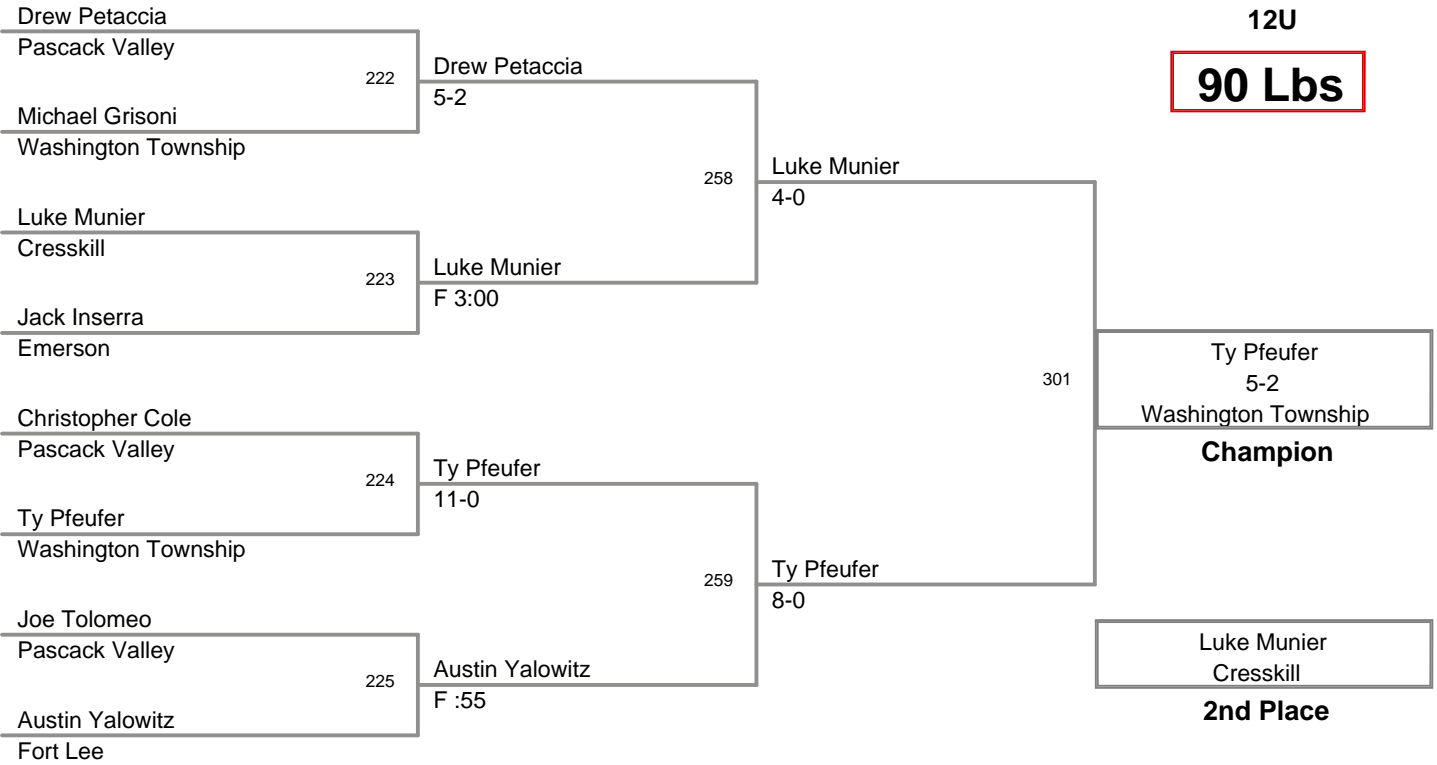 Drew Petaccia
Pascack Valley
222
Michael Grisoni
Washington Township
Luke Munier
Cresskill
223
Jack Inserra
Emerson
Christopher Cole
Pascack Valley
224
Ty Pfeufer
Washington Township
Joe Tolomeo
Pascack Valley
225
Austin Yalowitz
Fort Lee
Drew Petaccia
5-2
258
Luke Munier
F 3:00
Ty Pfeufer
11-0
259
Austin Yalowitz
F :55
Luke Munier
4-0
301
Ty Pfeufer
8-0
12U
90 Lbs
Ty Pfeufer
5-2
Washington Township
Champion
Luke Munier
Cresskill
2nd Place